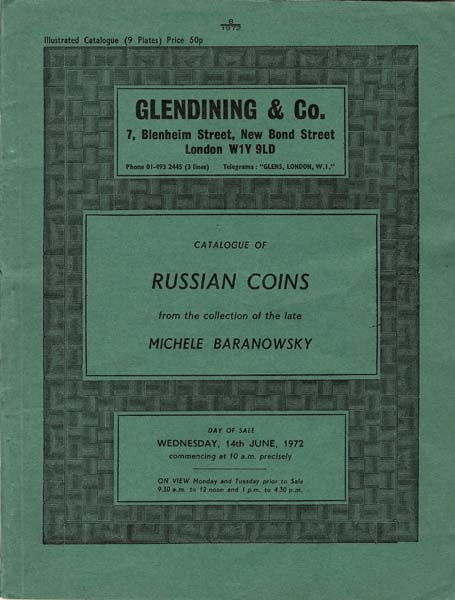 8
1972
Illustrated Catalogue (9 Plates) Price 50p
GLENDINING & Co.
7, Blenheim Street, New Bond Street
London W1Y 9LD
Phone 01-493 2445 (3 lines) Telegrams: "GLENS, LONDON, W.1."
CATALOGUE OF
RUSSIAN COINS
from the collection of the late
MICHELE BARANOWSKY
DAY OF SALE
WEDNESDAY, 14th JUNE, 1972
commencing at 10 a.m. precisely
ON VIEW Monday and Tuesday prior to Sale
9.30 a.m. to 12 noon and 1 p.m. to 4.30 p.m.